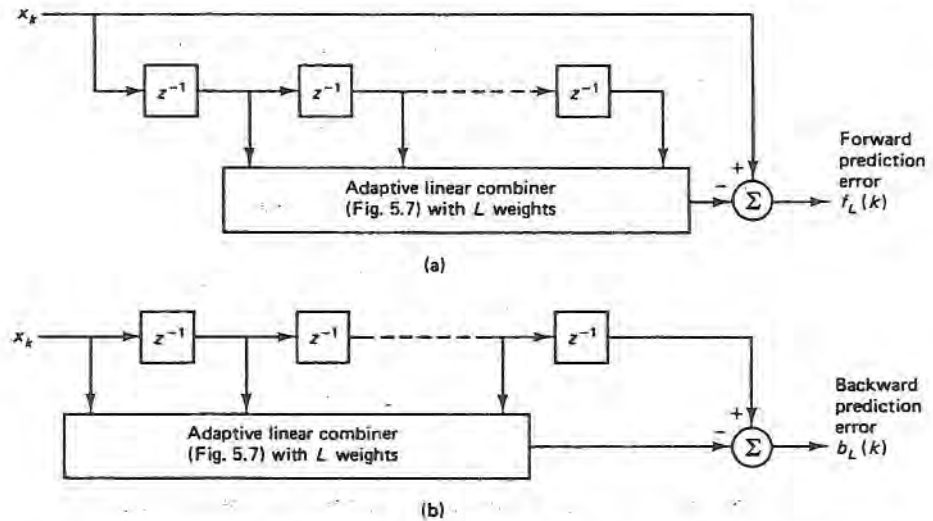 x_k
z⁻¹
z⁻¹
z⁻¹
Adaptive linear combiner
(Fig. 5.7) with L weights
+
−
Σ
Forward
prediction
error
f_L(k)
(a)
x_k
z⁻¹
z⁻¹
z⁻¹
Adaptive linear combiner
(Fig. 5.7) with L weights
+
−
Σ
Backward
prediction
error
b_L(k)
(b)